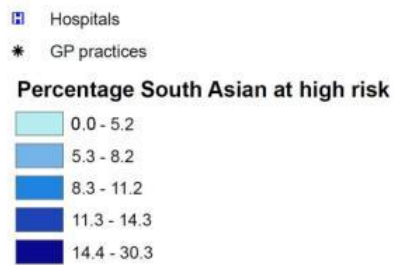 H Hospitals
* GP practices
Percentage South Asian at high risk
0.0 - 5.2
5.3 - 8.2
8.3 - 11.2
11.3 - 14.3
14.4 - 30.3